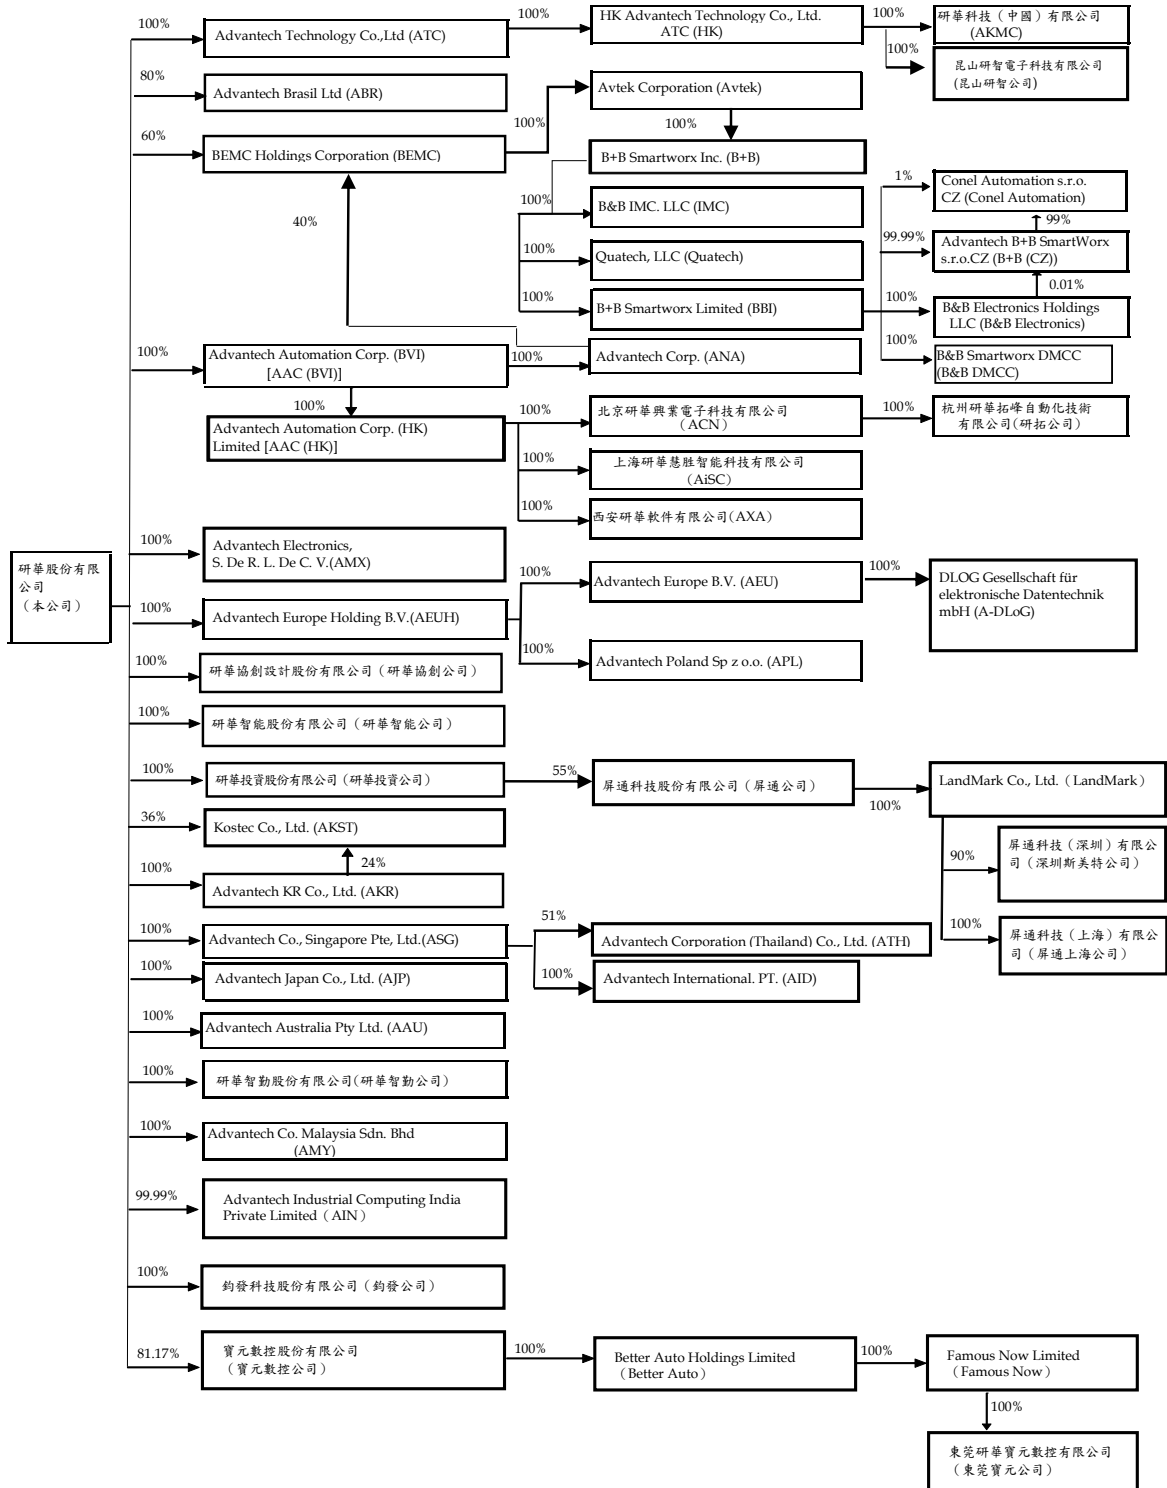 100%
Advantech Technology Co.,Ltd (ATC)
100%
HK Advantech Technology Co., Ltd.
ATC (HK)
100%
研華科技（中國）有限公司
(AKMC)
100%
昆山研智電子科技有限公司
(昆山研智公司)
80%
Advantech Brasil Ltd (ABR)
Avtek Corporation (Avtek)
100%
100%
60%
BEMC Holdings Corporation (BEMC)
B+B Smartworx Inc. (B+B)
40%
100%
B&B IMC. LLC (IMC)
1%
Conel Automation s.r.o.
CZ (Conel Automation)
99%
100%
Quatech, LLC (Quatech)
99.99%
Advantech B+B SmartWorx
s.r.o.CZ (B+B (CZ))
0.01%
100%
B+B Smartworx Limited (BBI)
100%
B&B Electronics Holdings
LLC (B&B Electronics)
100%
B&B Smartworx DMCC
(B&B DMCC)
100%
Advantech Automation Corp. (BVI)
[AAC (BVI)]
100%
Advantech Corp. (ANA)
100%
Advantech Automation Corp. (HK)
Limited [AAC (HK)]
100%
北京研華興業電子科技有限公司
(ACN)
100%
杭州研華拓峰自動化技術
有限公司(研拓公司)
100%
上海研華慧胜智能科技有限公司
(AiSC)
100%
西安研華軟件有限公司(AXA)
研華股份有限
公司
（本公司）
100%
Advantech Electronics,
S. De R. L. De C. V.(AMX)
100%
Advantech Europe Holding B.V.(AEUH)
100%
Advantech Europe B.V. (AEU)
100%
DLOG Gesellschaft für
elektronische Datentechnik
mbH (A-DLoG)
100%
Advantech Poland Sp z o.o. (APL)
100%
研華協創設計股份有限公司（研華協創公司）
100%
研華智能股份有限公司（研華智能公司）
100%
研華投資股份有限公司（研華投資公司）
55%
屏通科技股份有限公司（屏通公司）
100%
LandMark Co., Ltd.（LandMark）
90%
屏通科技（深圳）有限公
司（深圳斯美特公司）
100%
屏通科技（上海）有限公
司（屏通上海公司）
36%
Kostec Co., Ltd. (AKST)
24%
100%
Advantech KR Co., Ltd. (AKR)
100%
Advantech Co., Singapore Pte, Ltd.(ASG)
51%
Advantech Corporation (Thailand) Co., Ltd. (ATH)
100%
Advantech International. PT. (AID)
100%
Advantech Japan Co., Ltd. (AJP)
100%
Advantech Australia Pty Ltd. (AAU)
100%
研華智勤股份有限公司(研華智勤公司)
100%
Advantech Co. Malaysia Sdn. Bhd
(AMY)
99.99%
Advantech Industrial Computing India
Private Limited（AIN）
100%
鈞發科技股份有限公司（鈞發公司）
81.17%
寶元數控股份有限公司
（寶元數控公司）
100%
Better Auto Holdings Limited
（Better Auto）
100%
Famous Now Limited
（Famous Now）
100%
東莞研華寶元數控有限公司
（東莞寶元公司）